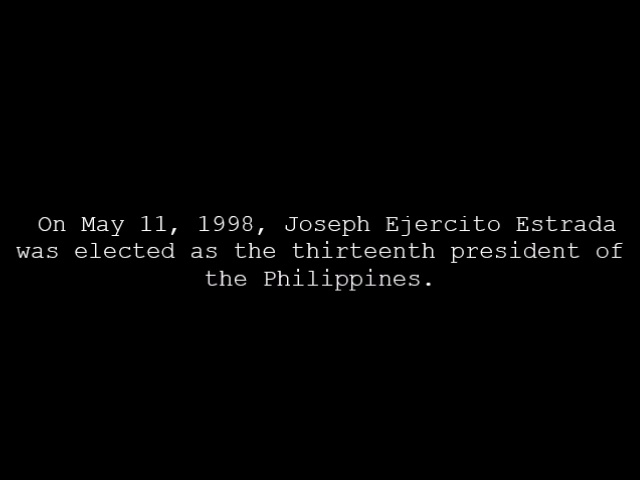 On May 11, 1998, Joseph Ejercito Estrada
was elected as the thirteenth president of
the Philippines.